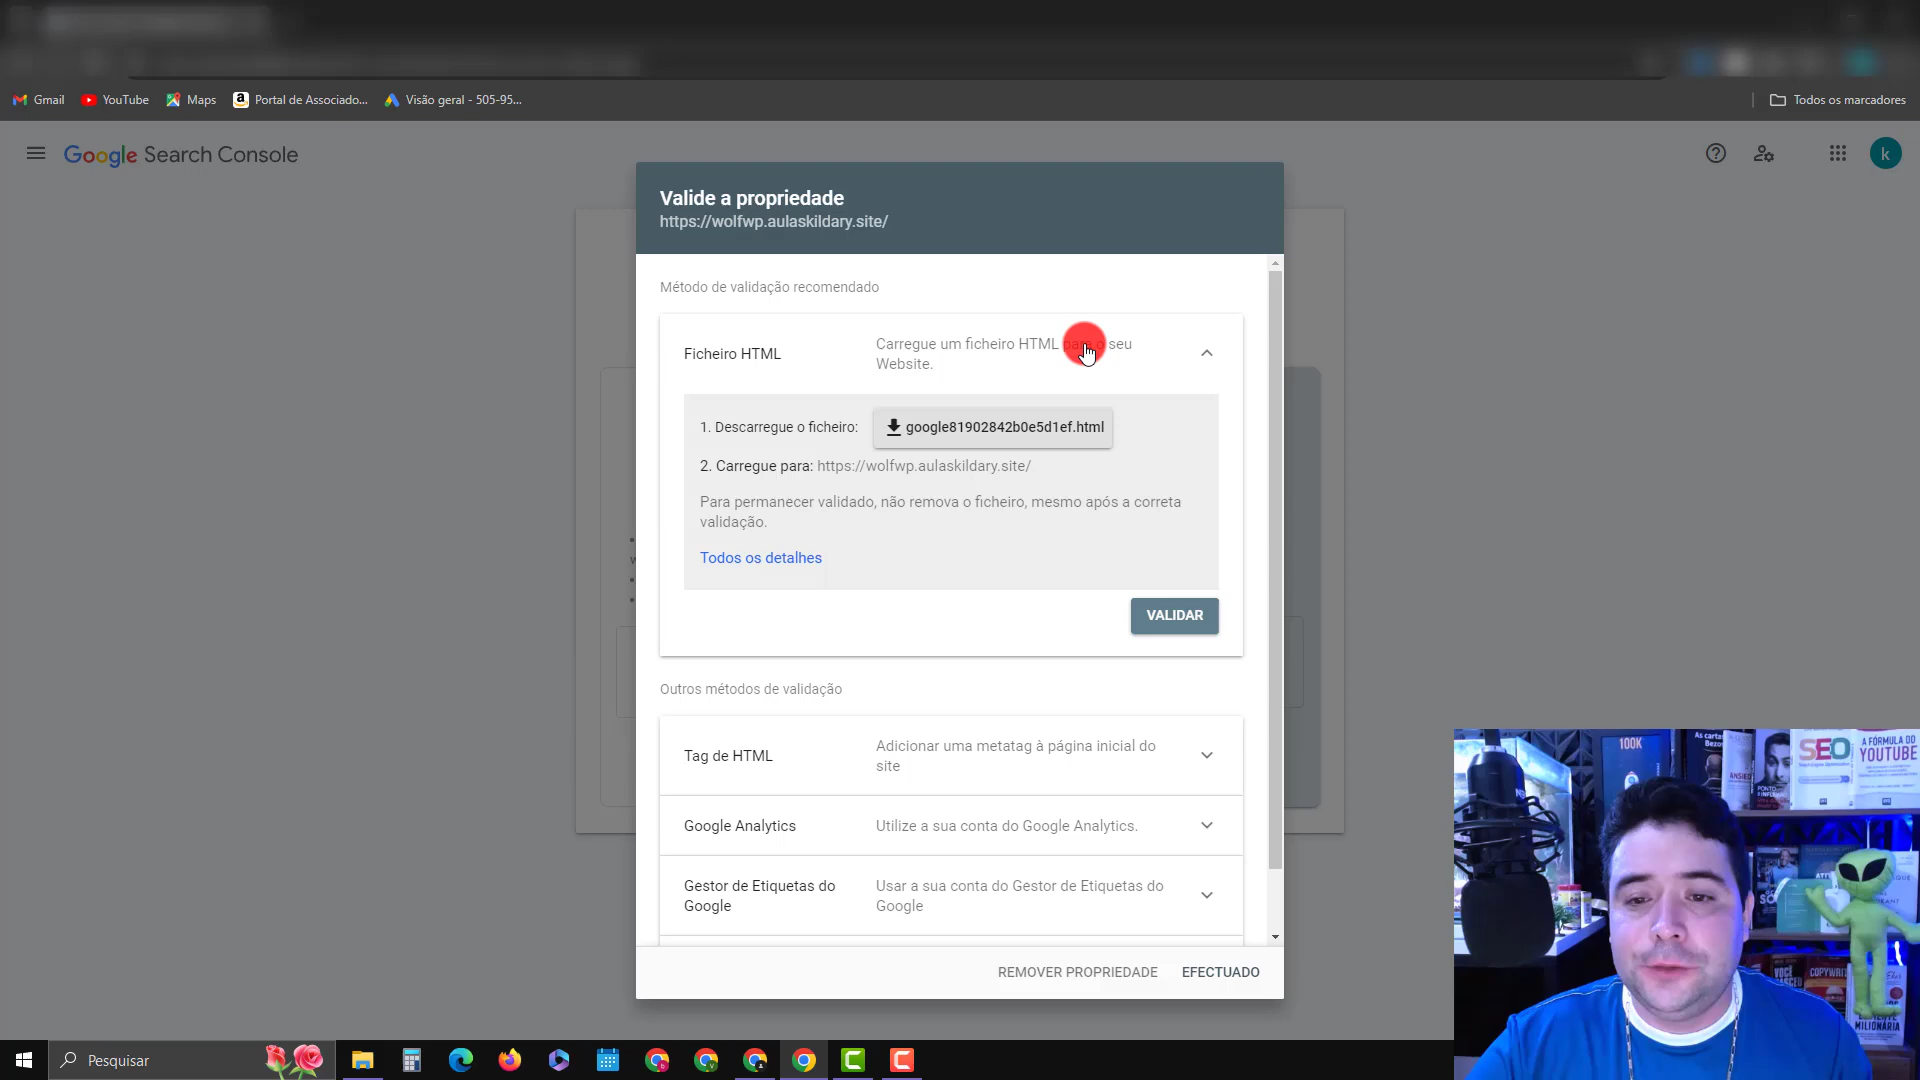 Gmail
YouTube
Maps
Portal de Associado...
Visão geral - 505-95...
Todos os marcadores
Google Search Console
k
Valide a propriedade
https://wolfwp.aulaskildary.site/
Método de validação recomendado
Ficheiro HTML
Carregue um ficheiro HTML para o seu
Website.
1. Descarregue o ficheiro:
google81902842b0e5d1ef.html
2. Carregue para: https://wolfwp.aulaskildary.site/
Para permanecer validado, não remova o ficheiro, mesmo após a correta
validação.
Todos os detalhes
VALIDAR
Outros métodos de validação
Tag de HTML
Adicionar uma metatag à página inicial do
site
Google Analytics
Utilize a sua conta do Google Analytics.
Gestor de Etiquetas do
Google
Usar a sua conta do Gestor de Etiquetas do
Google
REMOVER PROPRIEDADE
EFECTUADO
100K
As cartas
SEO
A FÓRMULA DO
YOUTUBE
Pesquisar